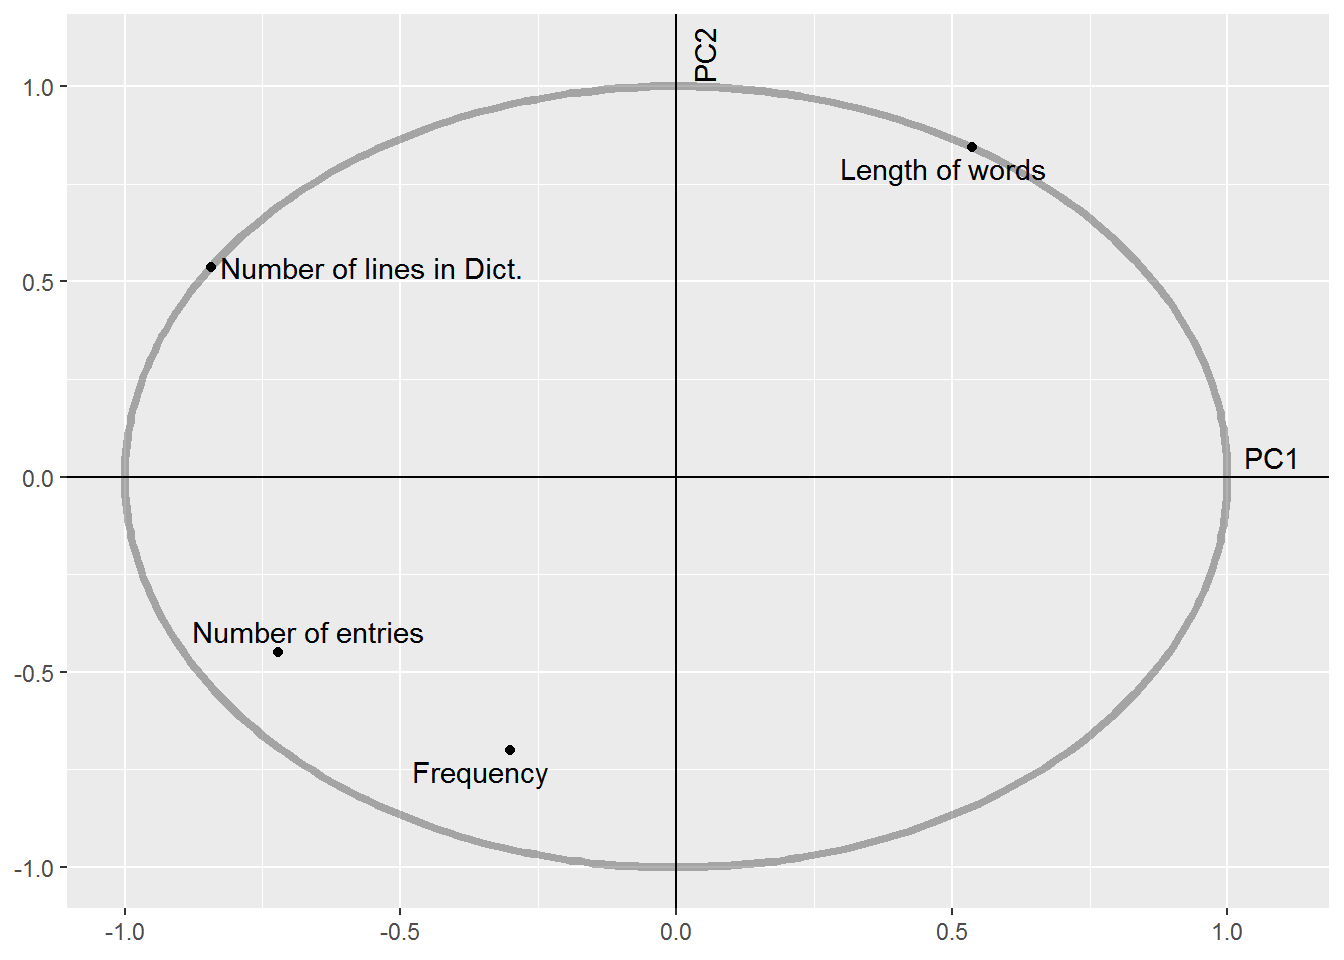 PC2
1.0
Length of words
Number of lines in Dict.
0.5
PC1
0.0
Number of entries
-0.5
Frequency
-1.0
-1.0 -0.5 0.0 0.5 1.0